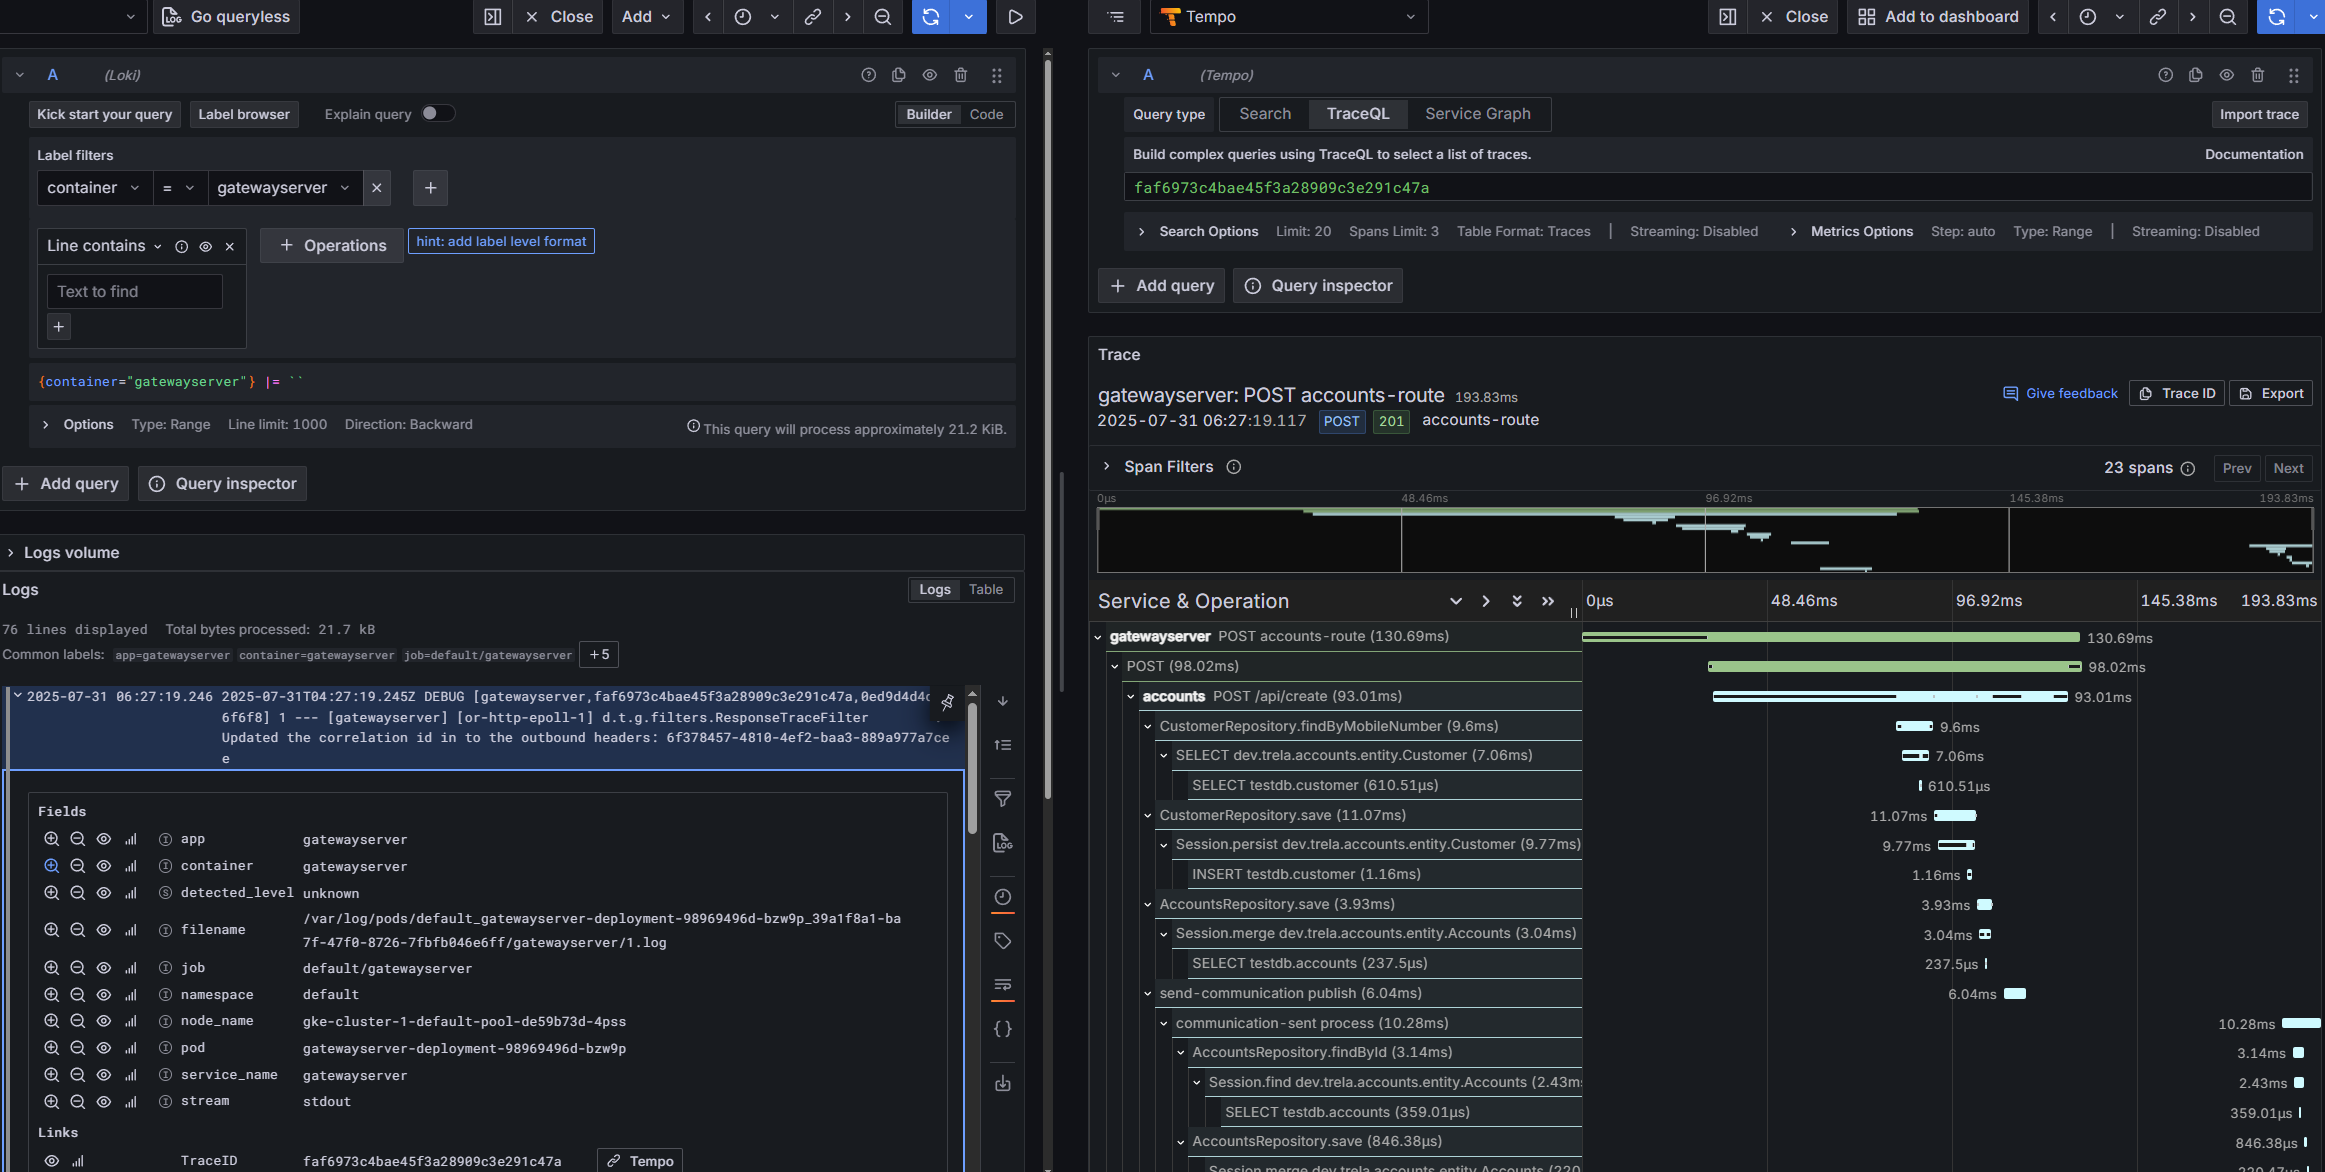 Go queryless
Close
Add
A (Loki)
Kick start your query
Label browser
Explain query
Builder
Code
Label filters
container
=
gatewayserver
Line contains
Operations
hint: add label level format
Text to find
{container="gatewayserver"} |= ``
Options Type: Range Line limit: 1000 Direction: Backward
This query will process approximately 21.2 KiB.
Add query
Query inspector
Logs volume
Logs
Logs
Table
76 lines displayed Total bytes processed: 21.7 kB
Common labels: app=gatewayserver container=gatewayserver job=default/gatewayserver +5
2025-07-31 06:27:19.246 2025-07-31T04:27:19.245Z DEBUG [gatewayserver,faf6973c4bae45f3a28909c3e291c47a,0ed9d4d4
6f6f8] 1 --- [gatewayserver] [or-http-epoll-1] d.t.g.filters.ResponseTraceFilter
Updated the correlation id in to the outbound headers: 6f378457-4810-4ef2-baa3-889a977a7ce
e
Fields
app gatewayserver
container gatewayserver
detected_level unknown
filename /var/log/pods/default_gatewayserver-deployment-98969496d-bzw9p_39a1f8a1-ba
7f-47f0-8726-7fbfb046e6ff/gatewayserver/1.log
job default/gatewayserver
namespace default
node_name gke-cluster-1-default-pool-de59b73d-4pss
pod gatewayserver-deployment-98969496d-bzw9p
service_name gatewayserver
stream stdout
Links
TraceID faf6973c4bae45f3a28909c3e291c47a Tempo
Tempo
Close
Add to dashboard
A (Tempo)
Query type
Search
TraceQL
Service Graph
Import trace
Build complex queries using TraceQL to select a list of traces.
Documentation
faf6973c4bae45f3a28909c3e291c47a
Search Options Limit: 20 Spans Limit: 3 Table Format: Traces | Streaming: Disabled
Metrics Options Step: auto Type: Range | Streaming: Disabled
Add query
Query inspector
Trace
gatewayserver: POST accounts-route 193.83ms
Give feedback
Trace ID
Export
2025-07-31 06:27:19.117 POST 201 accounts-route
Span Filters
23 spans
Prev
Next
0μs 48.46ms 96.92ms 145.38ms 193.83ms
Service & Operation
0μs 48.46ms 96.92ms 145.38ms 193.83ms
gatewayserver POST accounts-route (130.69ms) 130.69ms
POST (98.02ms) 98.02ms
accounts POST /api/create (93.01ms) 93.01ms
CustomerRepository.findByMobileNumber (9.6ms) 9.6ms
SELECT dev.trela.accounts.entity.Customer (7.06ms) 7.06ms
SELECT testdb.customer (610.51μs) 610.51μs
CustomerRepository.save (11.07ms) 11.07ms
Session.persist dev.trela.accounts.entity.Customer (9.77ms) 9.77ms
INSERT testdb.customer (1.16ms) 1.16ms
AccountsRepository.save (3.93ms) 3.93ms
Session.merge dev.trela.accounts.entity.Accounts (3.04ms) 3.04ms
SELECT testdb.accounts (237.5μs) 237.5μs
send-communication publish (6.04ms) 6.04ms
communication-sent process (10.28ms) 10.28ms
AccountsRepository.findById (3.14ms) 3.14ms
Session.find dev.trela.accounts.entity.Accounts (2.43m 2.43ms
SELECT testdb.accounts (359.01μs) 359.01μs
AccountsRepository.save (846.38μs) 846.38μs
Session.merge dev.trela.accounts.entity.Accounts (220